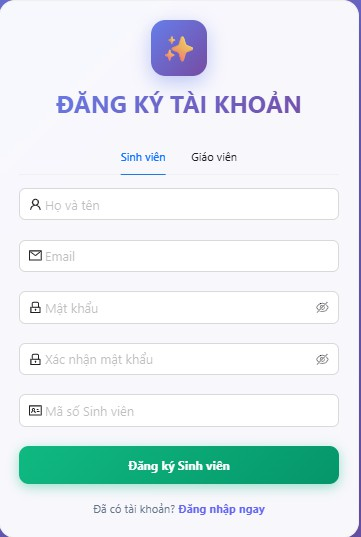 ĐĂNG KÝ TÀI KHOẢN
Sinh viên Giáo viên
Họ và tên
Email
Mật khẩu
Xác nhận mật khẩu
Mã số Sinh viên
Đăng ký Sinh viên
Đã có tài khoản? Đăng nhập ngay